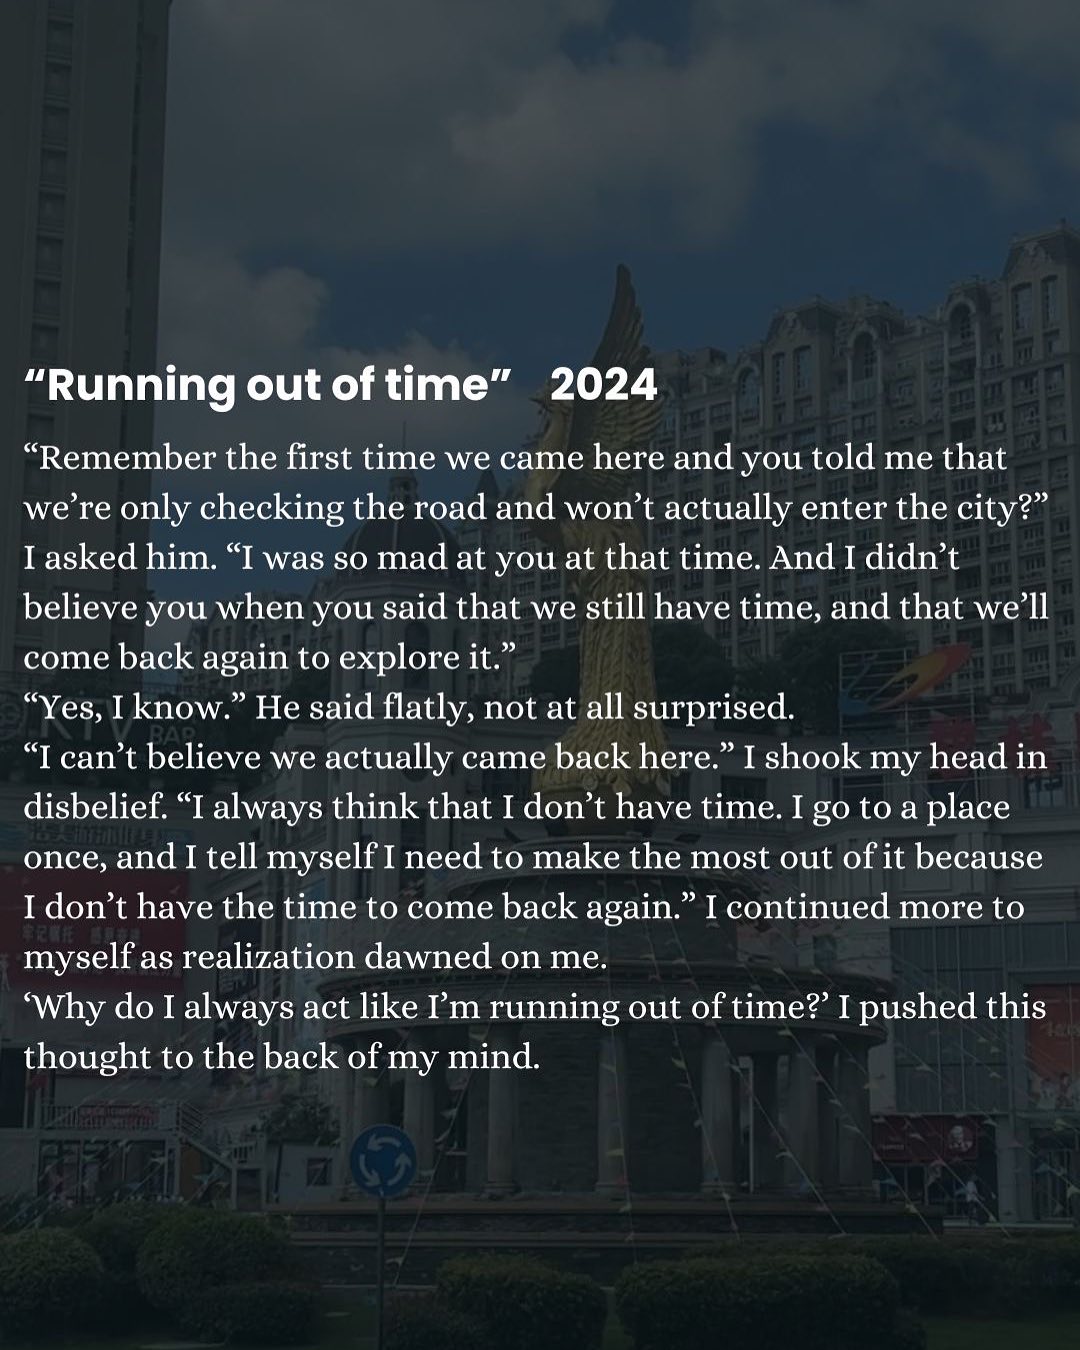 “Running out of time” 2024
“Remember the first time we came here and you told me that
we’re only checking the road and won’t actually enter the city?”
I asked him. “I was so mad at you at that time. And I didn’t
believe you when you said that we still have time, and that we’ll
come back again to explore it.”
“Yes, I know.” He said flatly, not at all surprised.
“I can’t believe we actually came back here.” I shook my head in
disbelief. “I always think that I don’t have time. I go to a place
once, and I tell myself I need to make the most out of it because
I don’t have the time to come back again.” I continued more to
myself as realization dawned on me.
‘Why do I always act like I’m running out of time?’ I pushed this
thought to the back of my mind.
KTV
BAR